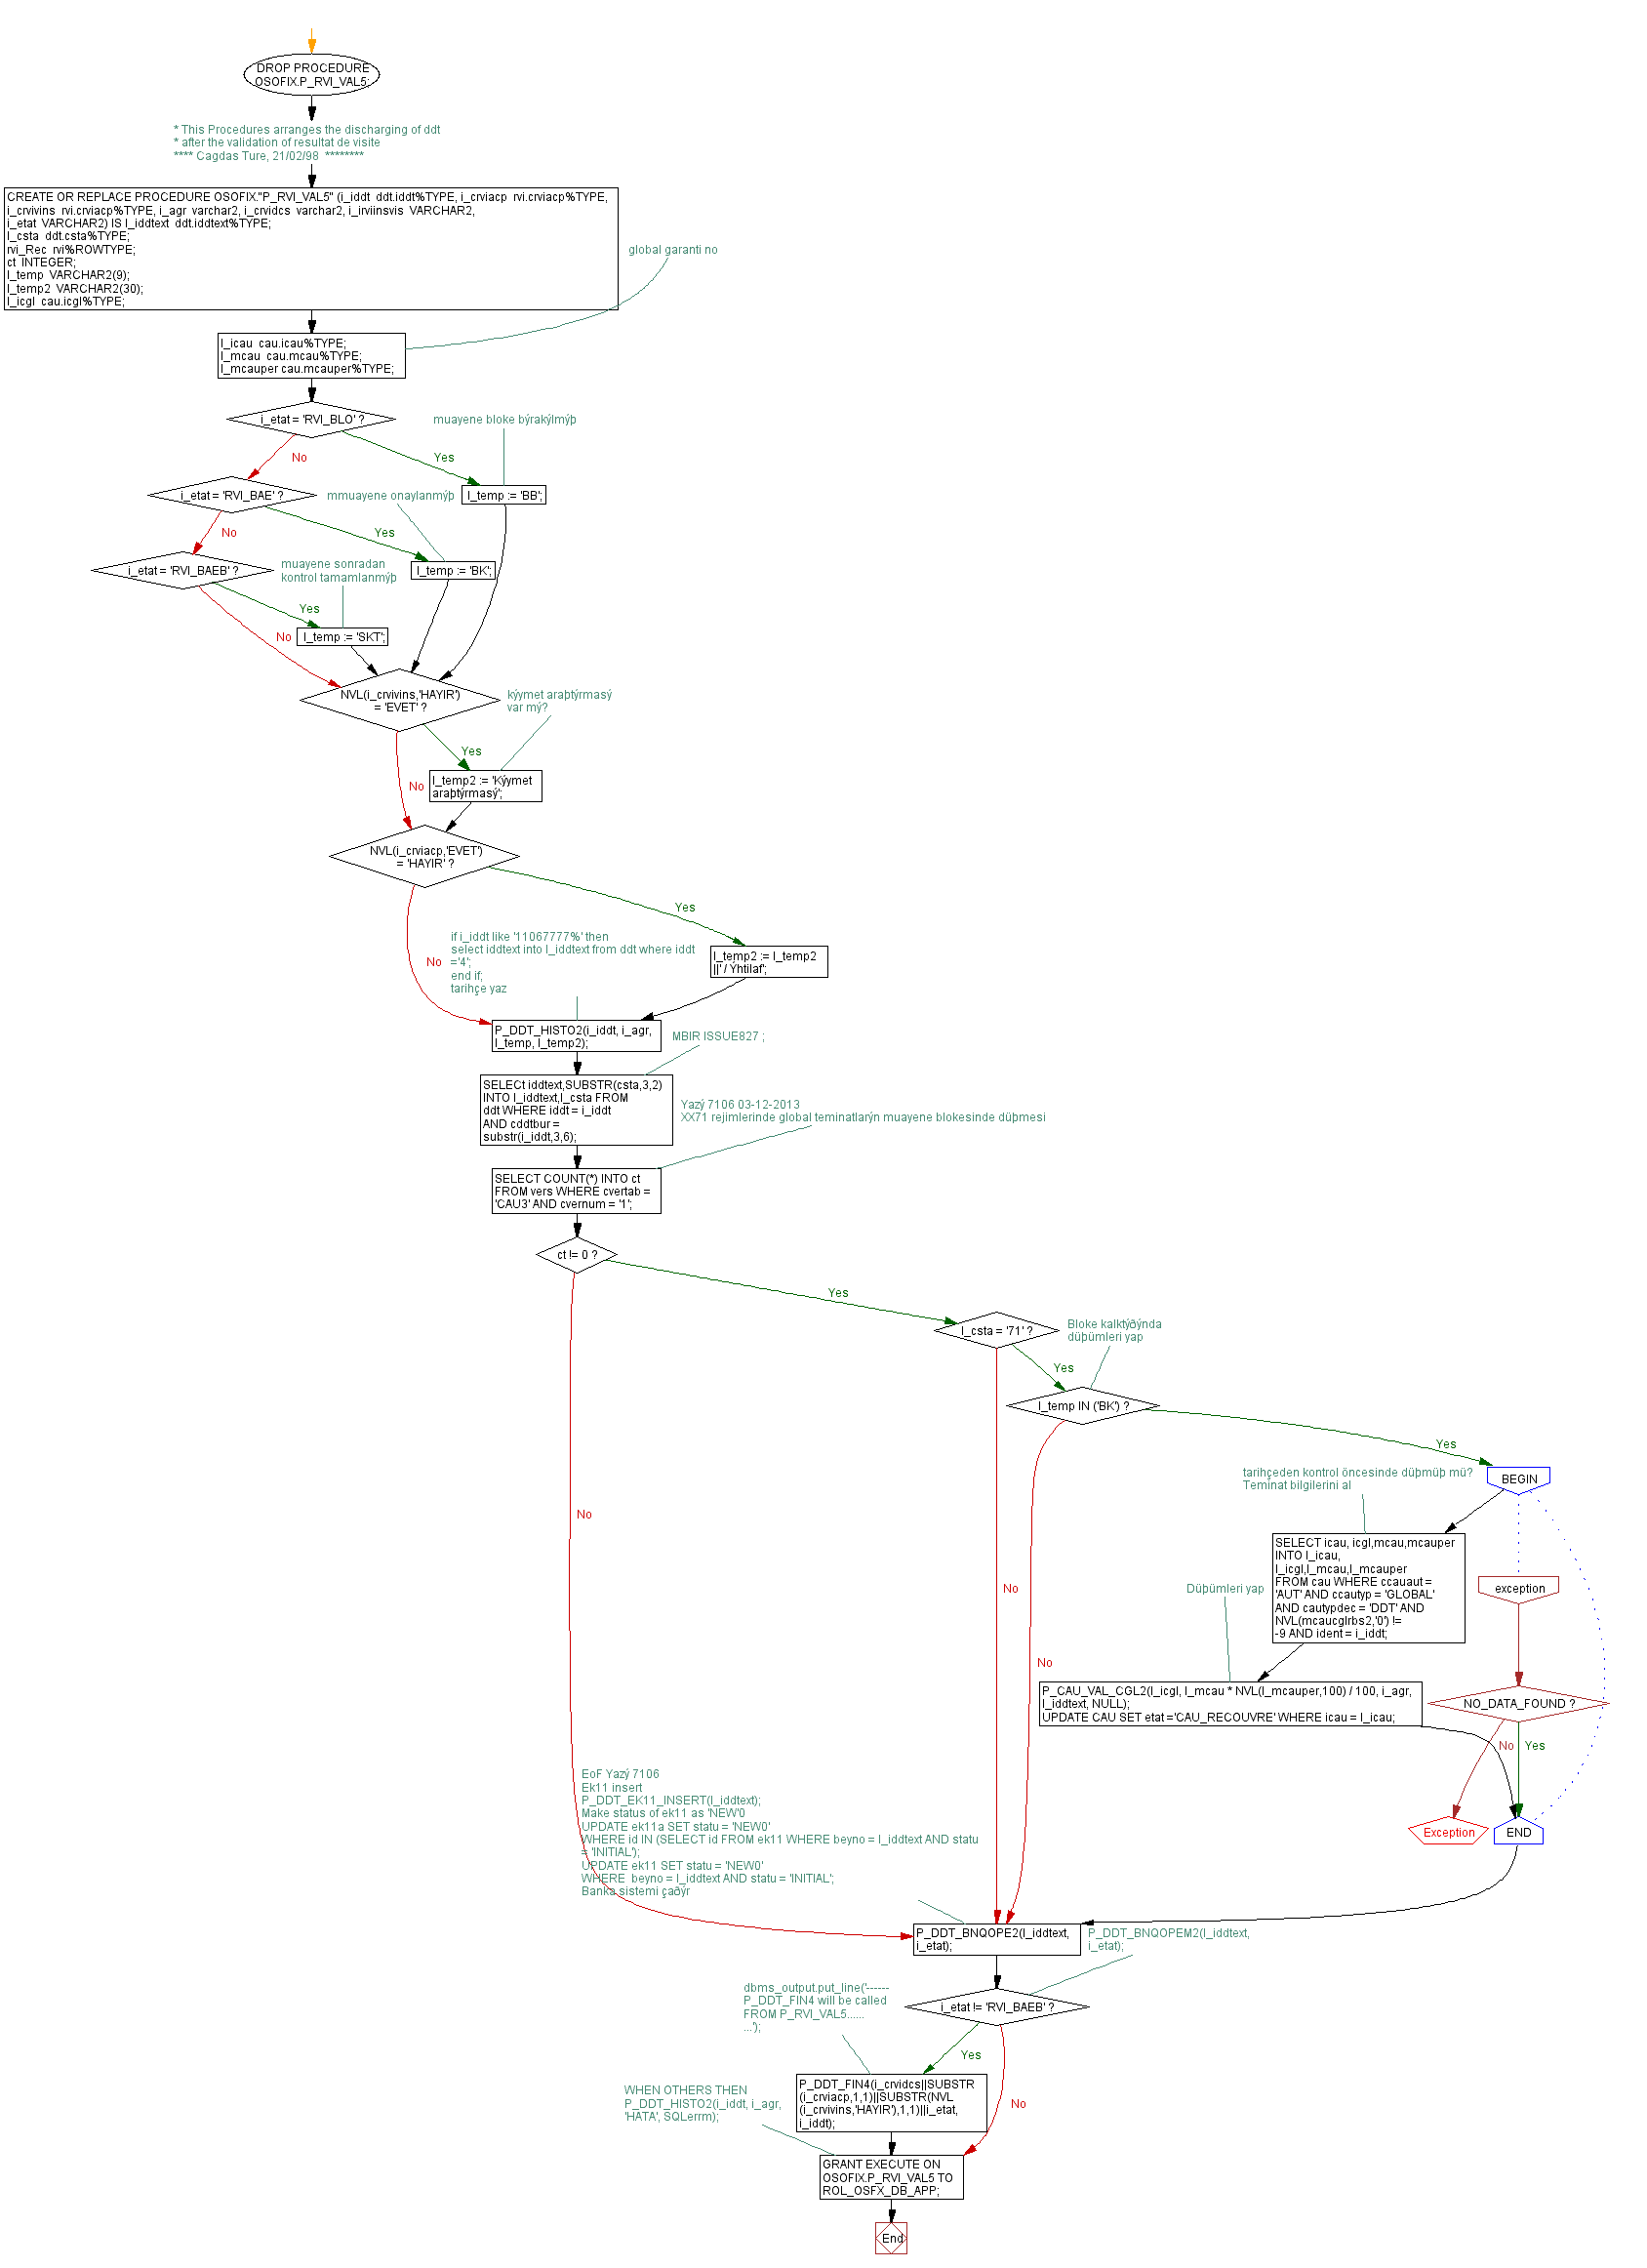 DROP PROCEDURE
OSOFIX.P_RVI_VAL5;
* This Procedures arranges the discharging of ddt
* after the validation of resultat de visite
**** Cagdas Ture, 21/02/98  ********
CREATE OR REPLACE PROCEDURE OSOFIX."P_RVI_VAL5" (i_iddt  ddt.iddt%TYPE, i_crviacp  rvi.crviacp%TYPE,
i_crvivins  rvi.crviacp%TYPE, i_agr  varchar2, i_crvidcs  varchar2, i_irviinsvis  VARCHAR2,
i_etat  VARCHAR2) IS l_iddtext  ddt.iddtext%TYPE;
l_csta  ddt.csta%TYPE;
rvi_Rec  rvi%ROWTYPE;
ct  INTEGER;
l_temp  VARCHAR2(9);
l_temp2  VARCHAR2(30);
l_icgl  cau.icgl%TYPE;
global garanti no
l_icau  cau.icau%TYPE;
l_mcau  cau.mcau%TYPE;
l_mcauper cau.mcauper%TYPE;
i_etat = 'RVI_BLO' ?
muayene bloke býrakýlmýþ
No
Yes
i_etat = 'RVI_BAE' ?
mmuayene onaylanmýþ
l_temp := 'BB';
No
Yes
i_etat = 'RVI_BAEB' ?
muayene sonradan
kontrol tamamlanmýþ
l_temp := 'BK';
Yes
No
l_temp := 'SKT';
NVL(i_crvivins,'HAYIR')
= 'EVET' ?
kýymet araþtýrmasý
var mý?
Yes
No
l_temp2 := 'Kýymet
araþtýrmasý';
NVL(i_crviacp,'EVET')
= 'HAYIR' ?
Yes
No
if i_iddt like '11067777%' then
select iddtext into l_iddtext from ddt where iddt
='4';
end if;
tarihçe yaz
l_temp2 := l_temp2
||' / Ýhtilaf';
P_DDT_HISTO2(i_iddt, i_agr,
l_temp, l_temp2);
MBIR ISSUE827 ;
SELECt iddtext,SUBSTR(csta,3,2)
INTO l_iddtext,l_csta FROM
ddt WHERE iddt = i_iddt
AND cddtbur =
substr(i_iddt,3,6);
Yazý 7106 03-12-2013
XX71 rejimlerinde global teminatlarýn muayene blokesinde düþmesi
SELECT COUNT(*) INTO ct
FROM vers WHERE cvertab =
'CAU3' AND cvernum = '1';
ct != 0 ?
Yes
l_csta = '71' ?
Bloke kalktýðýnda
düþümleri yap
Yes
l_temp IN ('BK') ?
Yes
tarihçeden kontrol öncesinde düþmüþ mü?
Teminat bilgilerini al
BEGIN
No
SELECT icau, icgl,mcau,mcauper
INTO l_icau,
l_icgl,l_mcau,l_mcauper
FROM cau WHERE ccauaut =
'AUT' AND ccautyp = 'GLOBAL'
AND cautypdec = 'DDT' AND
NVL(mcaucglrbs2,'0') !=
-9 AND ident = i_iddt;
exception
Düþümleri yap
No
No
P_CAU_VAL_CGL2(l_icgl, l_mcau * NVL(l_mcauper,100) / 100, i_agr,
l_iddtext, NULL);
UPDATE CAU SET etat ='CAU_RECOUVRE' WHERE icau = l_icau;
NO_DATA_FOUND ?
No
Yes
EoF Yazý 7106
Ek11 insert
P_DDT_EK11_INSERT(l_iddtext);
Make status of ek11 as 'NEW'0
UPDATE ek11a SET statu = 'NEW0'
WHERE id IN (SELECT id FROM ek11 WHERE beyno = l_iddtext AND statu
= 'INITIAL');
UPDATE ek11 SET statu = 'NEW0'
WHERE  beyno = l_iddtext AND statu = 'INITIAL';
Banka sistemi çaðýr
Exception
END
P_DDT_BNQOPE2(l_iddtext,
i_etat);
P_DDT_BNQOPEM2(l_iddtext,
i_etat);
dbms_output.put_line('------
P_DDT_FIN4 will be called
FROM P_RVI_VAL5......
...');
i_etat != 'RVI_BAEB' ?
Yes
No
WHEN OTHERS THEN
P_DDT_HISTO2(i_iddt, i_agr,
'HATA', SQLerrm);
P_DDT_FIN4(i_crvidcs||SUBSTR
(i_crviacp,1,1)||SUBSTR(NVL
(i_crvivins,'HAYIR'),1,1)||i_etat,
i_iddt);
GRANT EXECUTE ON
OSOFIX.P_RVI_VAL5 TO
ROL_OSFX_DB_APP;
End